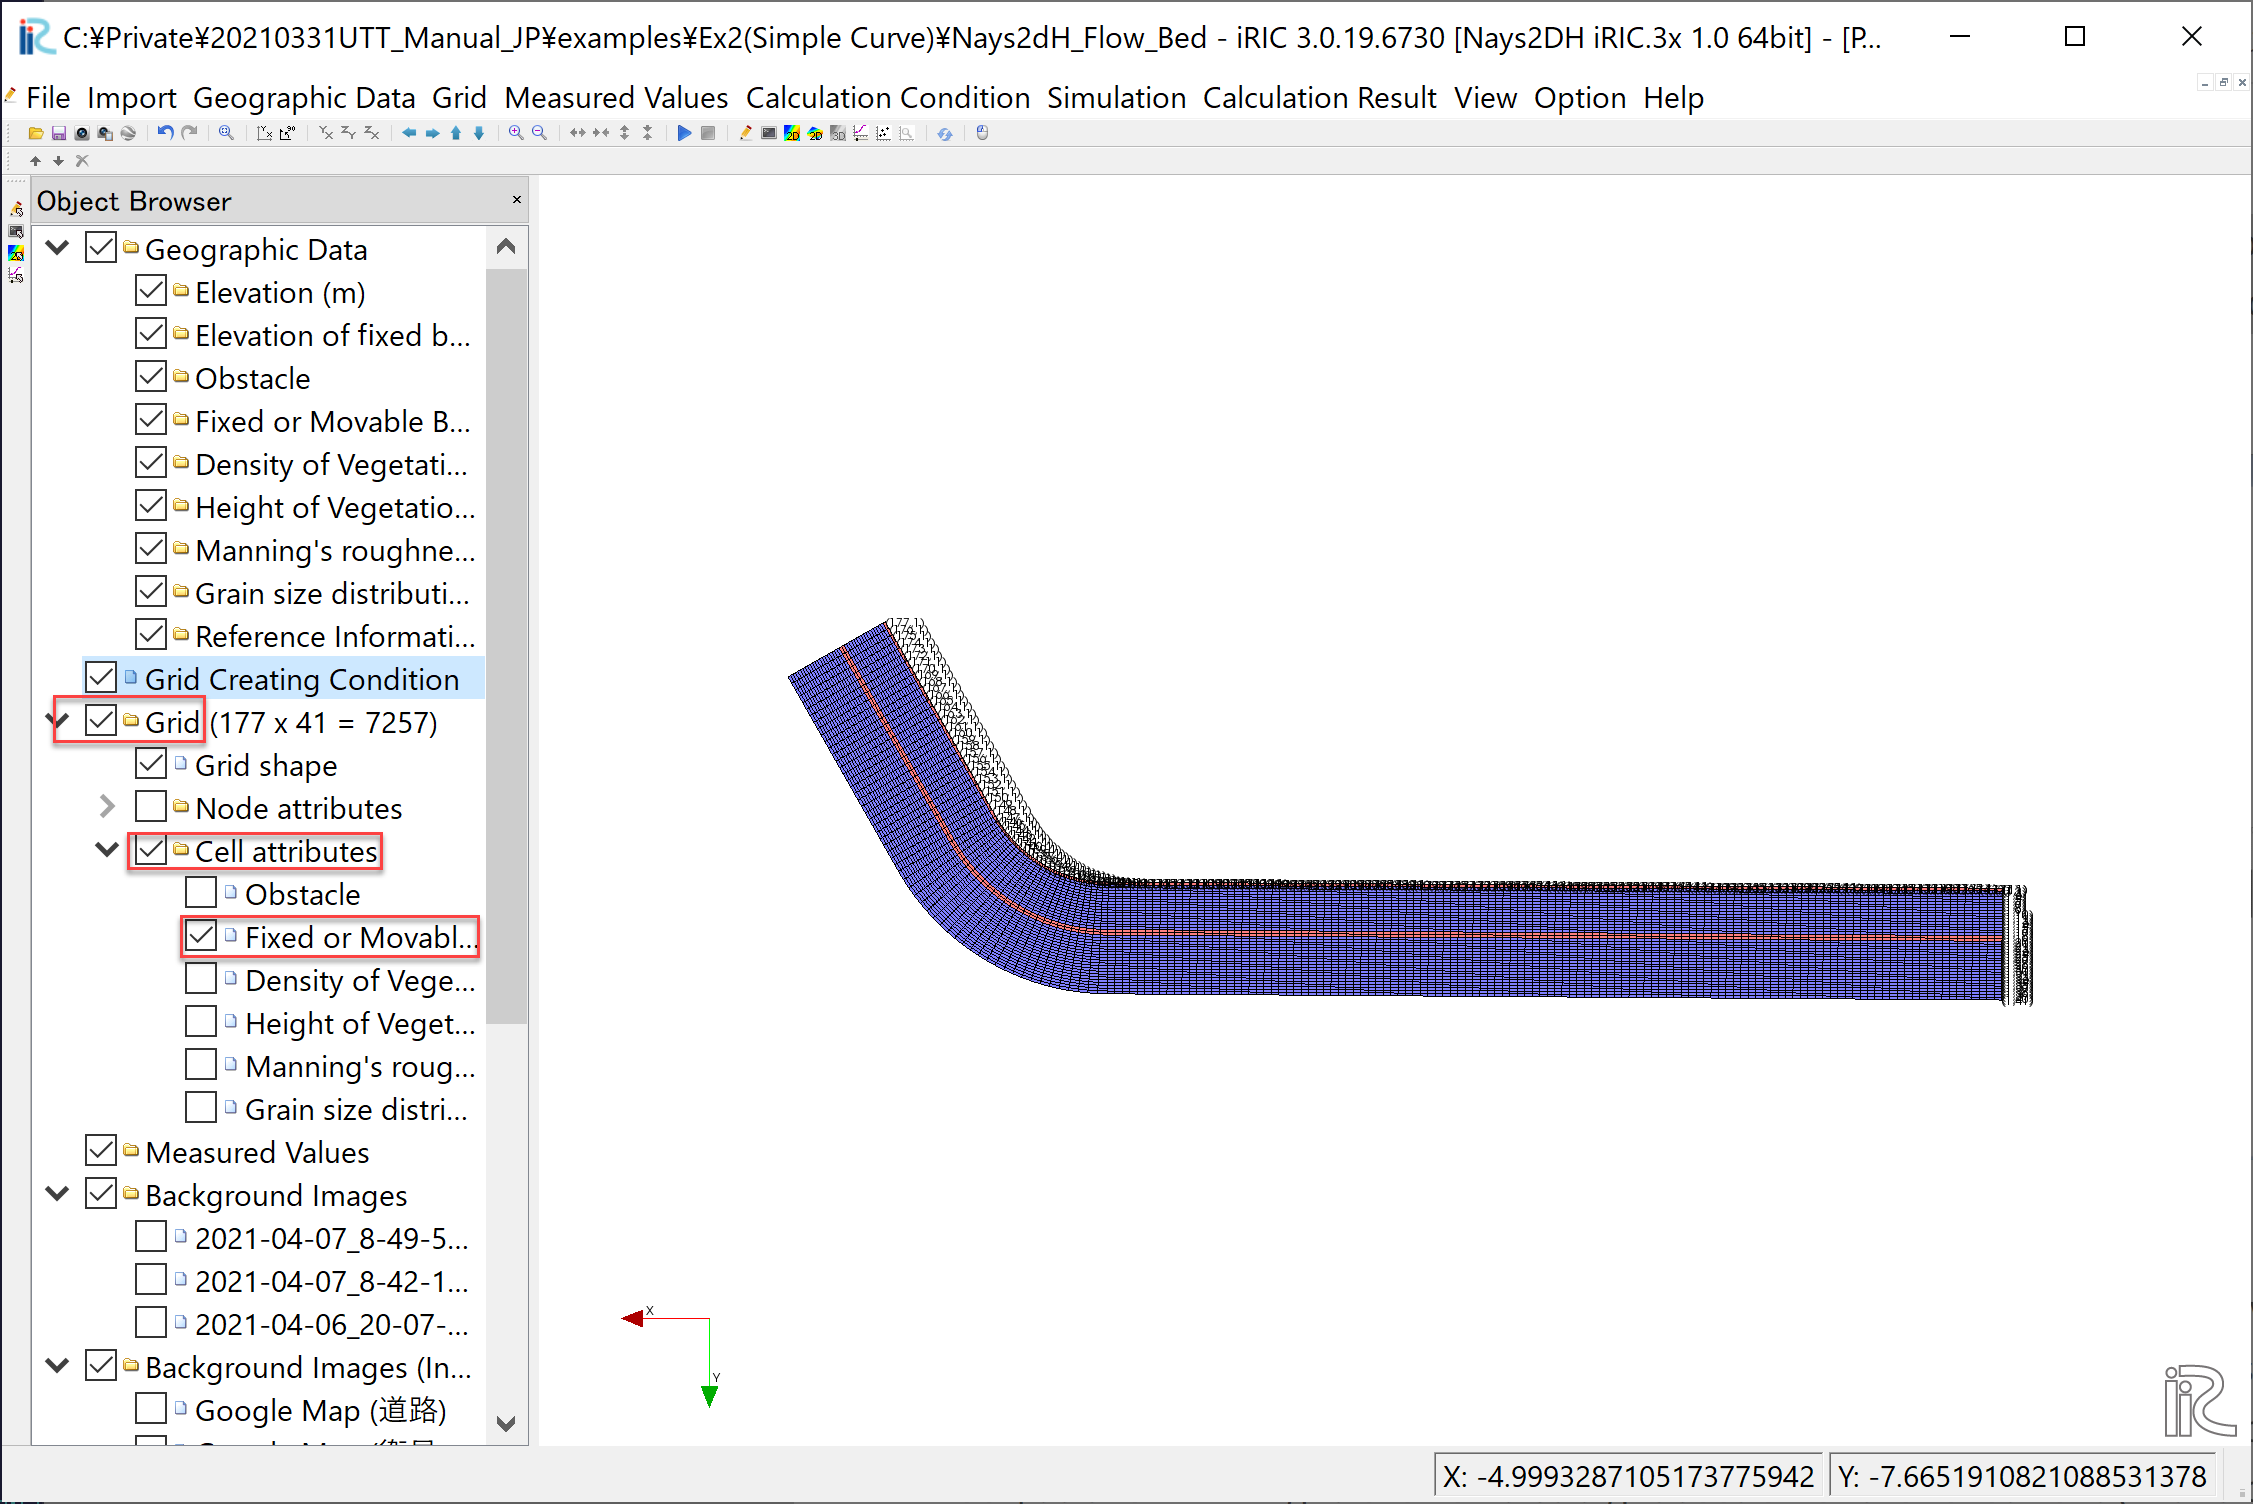 C:¥Private¥20210331UTT_Manual_JP¥examples¥Ex2(Simple Curve)¥Nays2dH_Flow_Bed - iRIC 3.0.19.6730 [Nays2DH iRIC.3x 1.0 64bit] - [P...
File Import Geographic Data Grid Measured Values Calculation Condition Simulation Calculation Result View Option Help
Object Browser
Geographic Data
Elevation (m)
Elevation of fixed b...
Obstacle
Fixed or Movable B...
Density of Vegetati...
Height of Vegetatio...
Manning's roughne...
Grain size distributi...
Reference Informati...
Grid Creating Condition
Grid (177 x 41 = 7257)
Grid shape
Node attributes
Cell attributes
Obstacle
Fixed or Movabl...
Density of Vege...
Height of Veget...
Manning's roug...
Grain size distri...
Measured Values
Background Images
2021-04-07_8-49-5...
2021-04-07_8-42-1...
2021-04-06_20-07-...
Background Images (In...
Google Map (道路)
(177,1)
X
Y
iRIC
X: -4.9993287105173775942
Y: -7.6651910821088531378